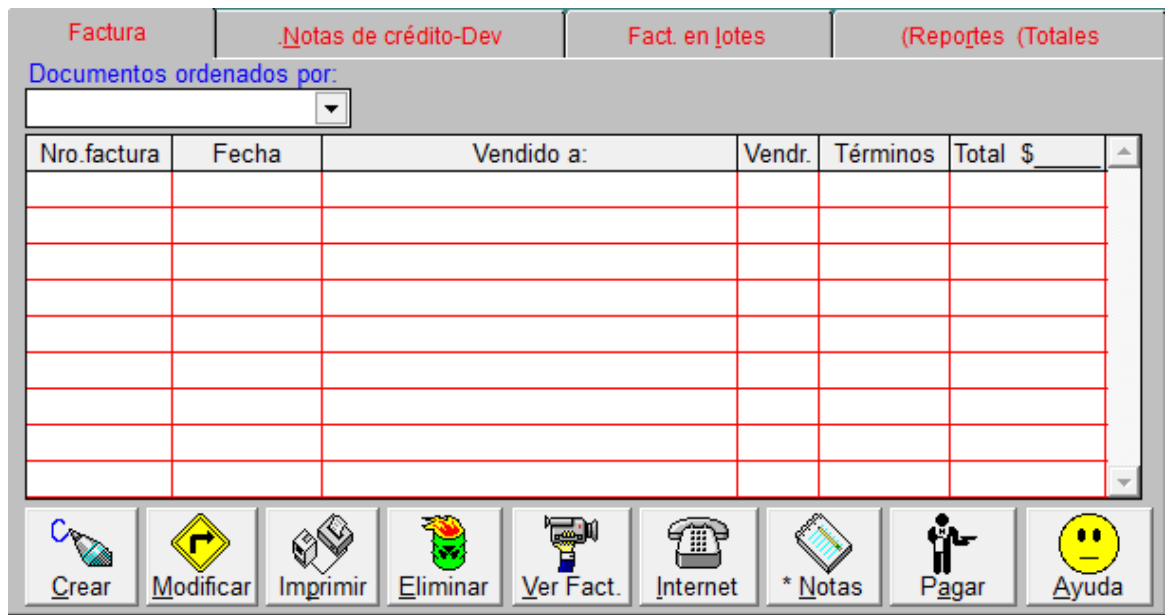 Factura .Notas de crédito-Dev Fact. en lotes (Reportes (Totales
Documentos ordenados por:
Nro.factura Fecha Vendido a: Vendr. Términos Total $_____
Crear Modificar Imprimir Eliminar Ver Fact. Internet * Notas Pagar Ayuda